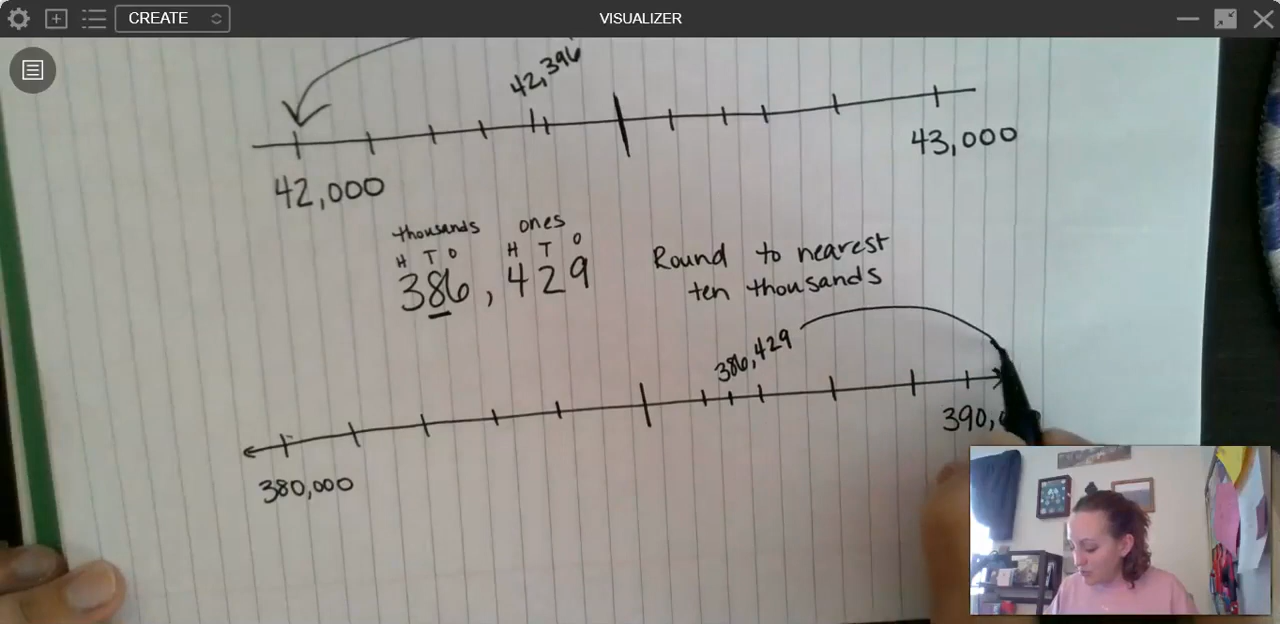 CREATE
VISUALIZER
42,396
42,000
43,000
thousands ones
H T O H T O
386,429
Round to nearest
ten thousands
386,429
380,000
390,